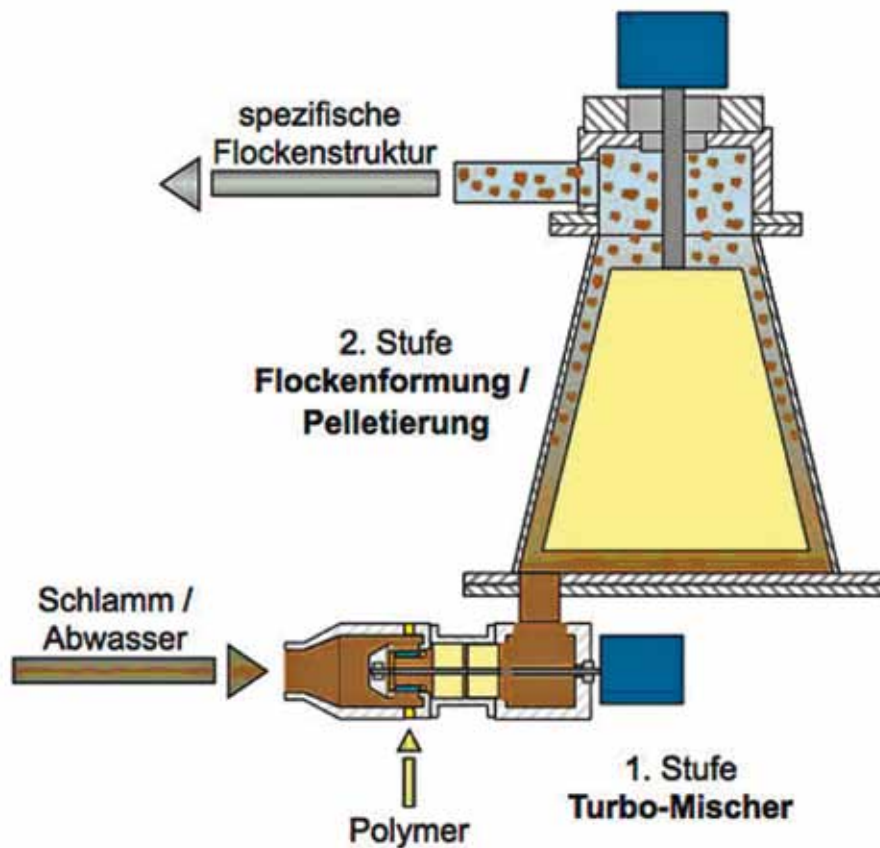 spezifische
Flockenstruktur
2. Stufe
Flockenformung /
Pelletierung
Schlamm /
Abwasser
1. Stufe
Turbo-Mischer
Polymer